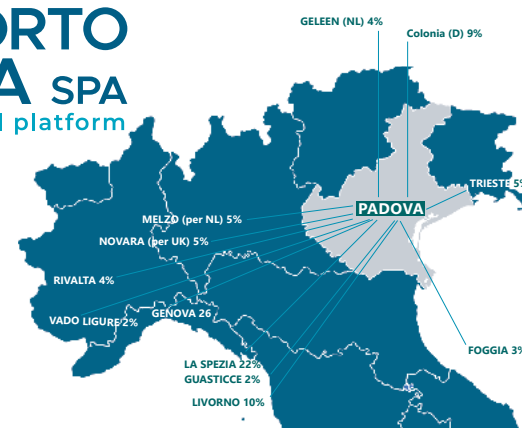 ORTO
A SPA
platform
GELEEN (NL) 4%
Colonia (D) 9%
TRIESTE 5%
PADOVA
MELZO (per NL) 5%
NOVARA (per UK) 5%
RIVALTA 4%
VADO LIGURE 2%
GENOVA 26
FOGGIA 3%
LA SPEZIA 22%
GUASTICCE 2%
LIVORNO 10%